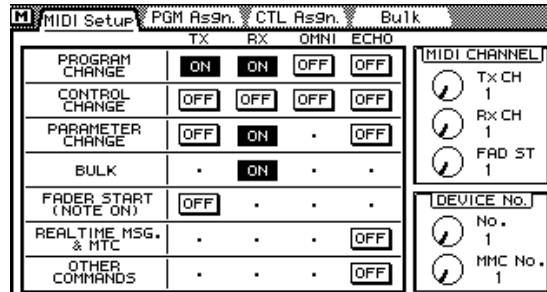 M MIDI Setup PGM Asgn. CTL Asgn. Bulk
TX RX OMNI ECHO
PROGRAM CHANGE ON ON OFF OFF
CONTROL CHANGE OFF OFF OFF OFF
PARAMETER CHANGE OFF ON · OFF
BULK · ON · ·
FADER START (NOTE ON) OFF · · ·
REALTIME MSG. & MTC · · · OFF
OTHER COMMANDS · · · OFF
MIDI CHANNEL
Tx CH
1
Rx CH
1
FAD ST
1
DEVICE No.
No.
1
MMC No.
1